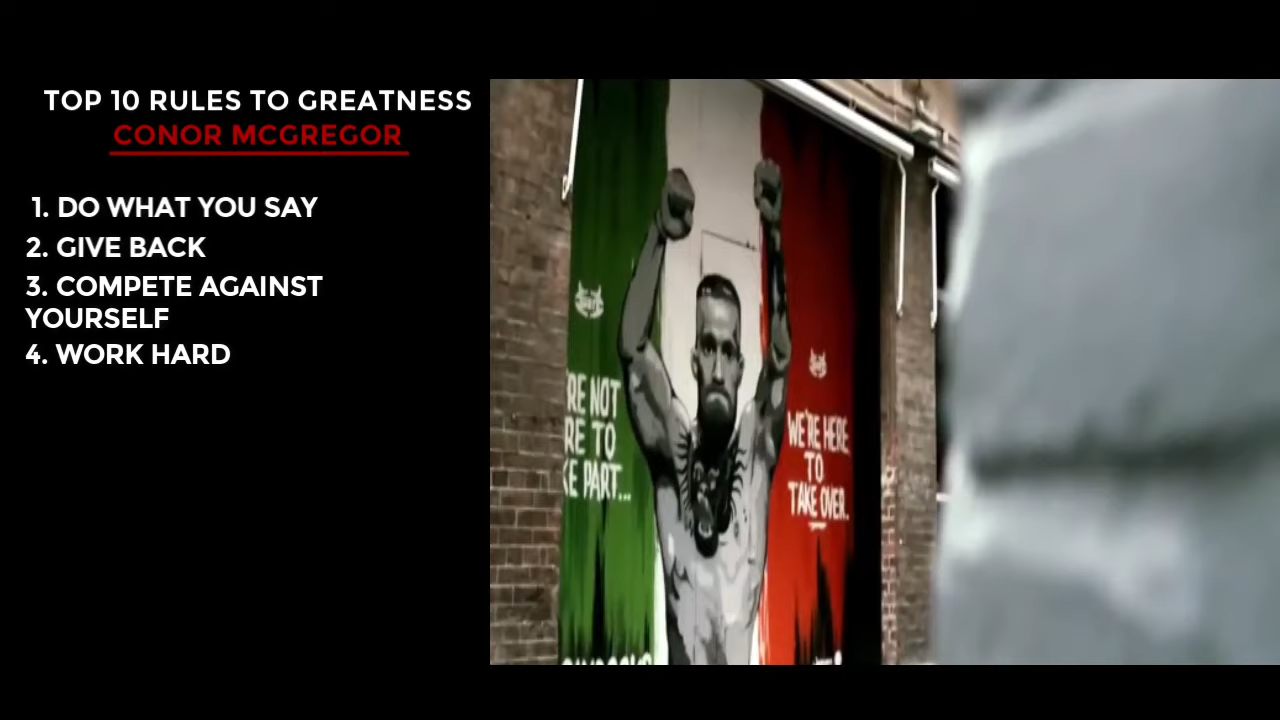 TOP 10 RULES TO GREATNESS
CONOR MCGREGOR
1. DO WHAT YOU SAY
2. GIVE BACK
3. COMPETE AGAINST
YOURSELF
4. WORK HARD
'RE NOT
RE TO
KE PART...
WE'RE HERE
TO
TAKE OVER.